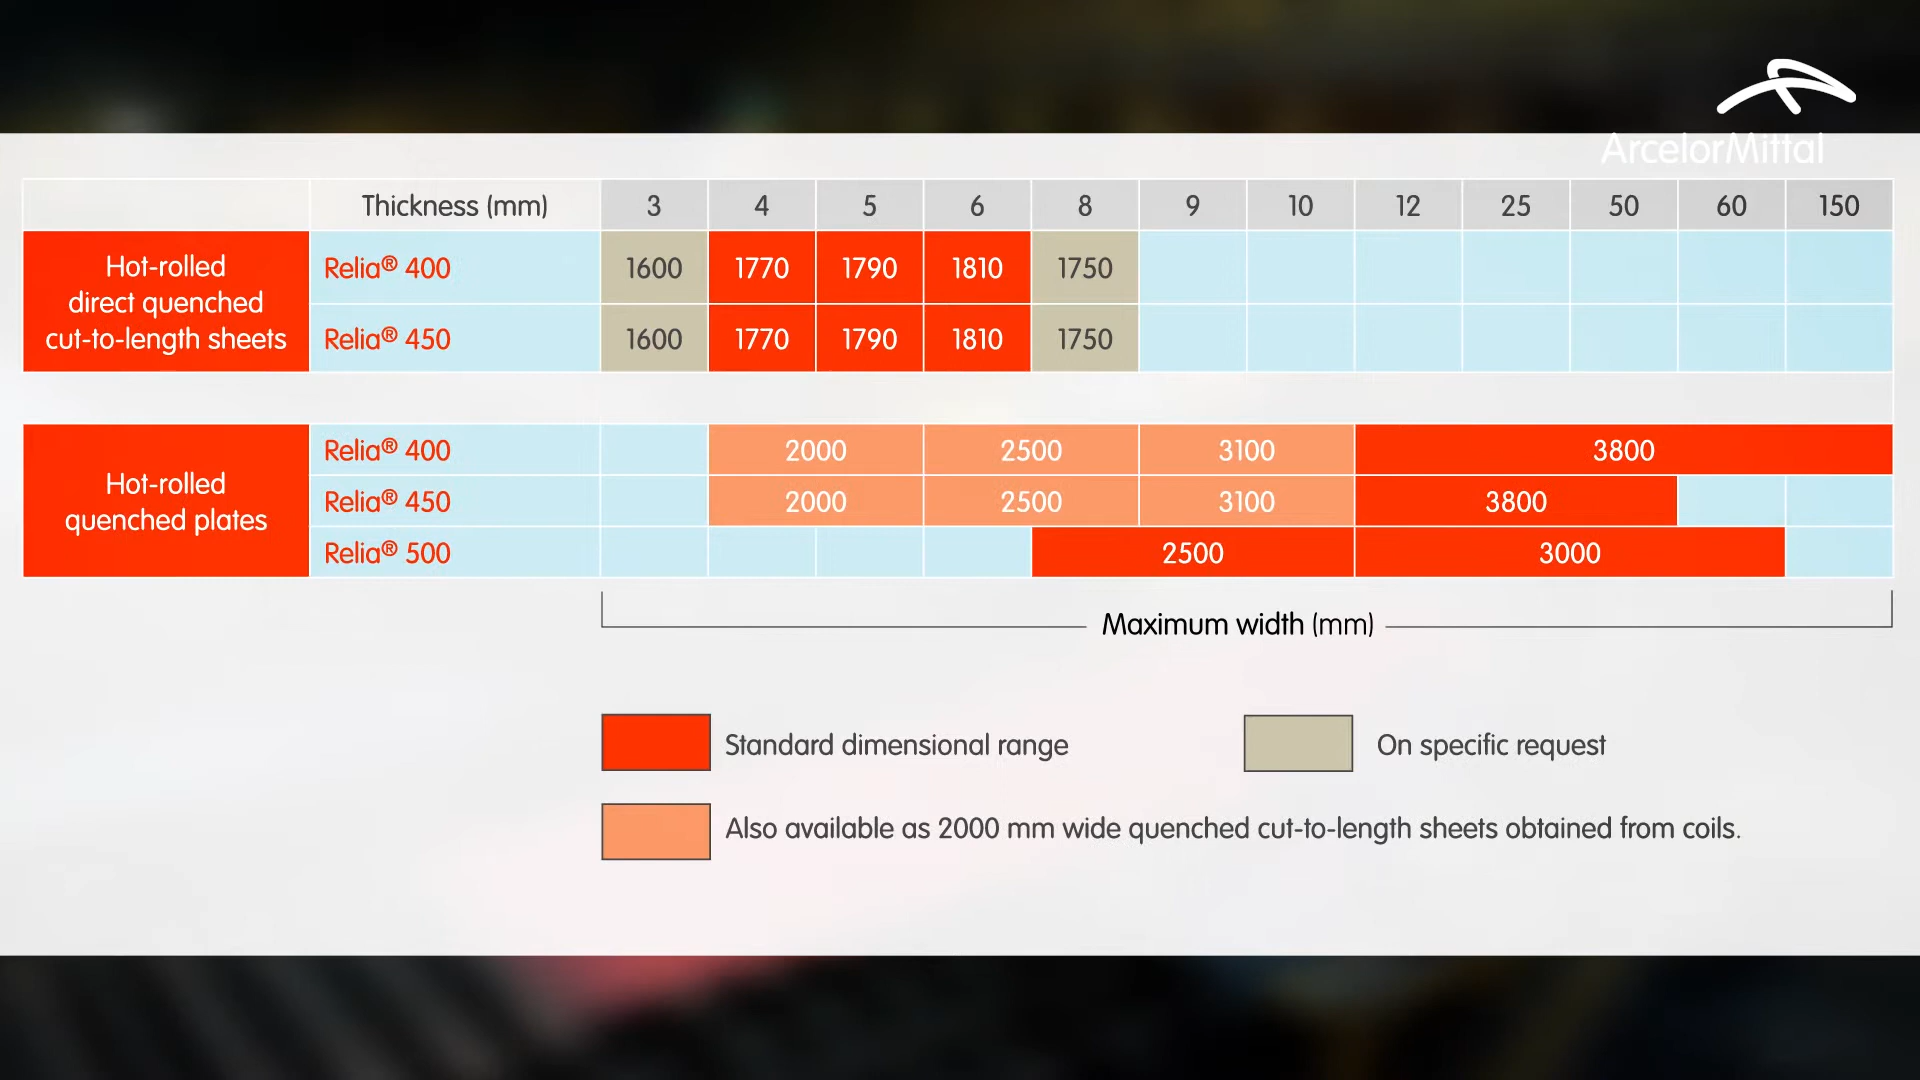 ArcelorMittal
Thickness (mm) 3 4 5 6 8 9 10 12 25 50 60 150
Hot-rolled
direct quenched
cut-to-length sheets
Relia® 400 1600 1770 1790 1810 1750
Relia® 450 1600 1770 1790 1810 1750
Hot-rolled
quenched plates
Relia® 400 2000 2500 3100 3800
Relia® 450 2000 2500 3100 3800
Relia® 500 2500 3000
Maximum width (mm)
Standard dimensional range
On specific request
Also available as 2000 mm wide quenched cut-to-length sheets obtained from coils.